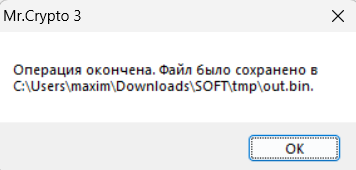 Mr.Crypto 3
Операция окончена. Файл было сохранено в
C:\Users\maxim\Downloads\SOFT\tmp\out.bin.
OK